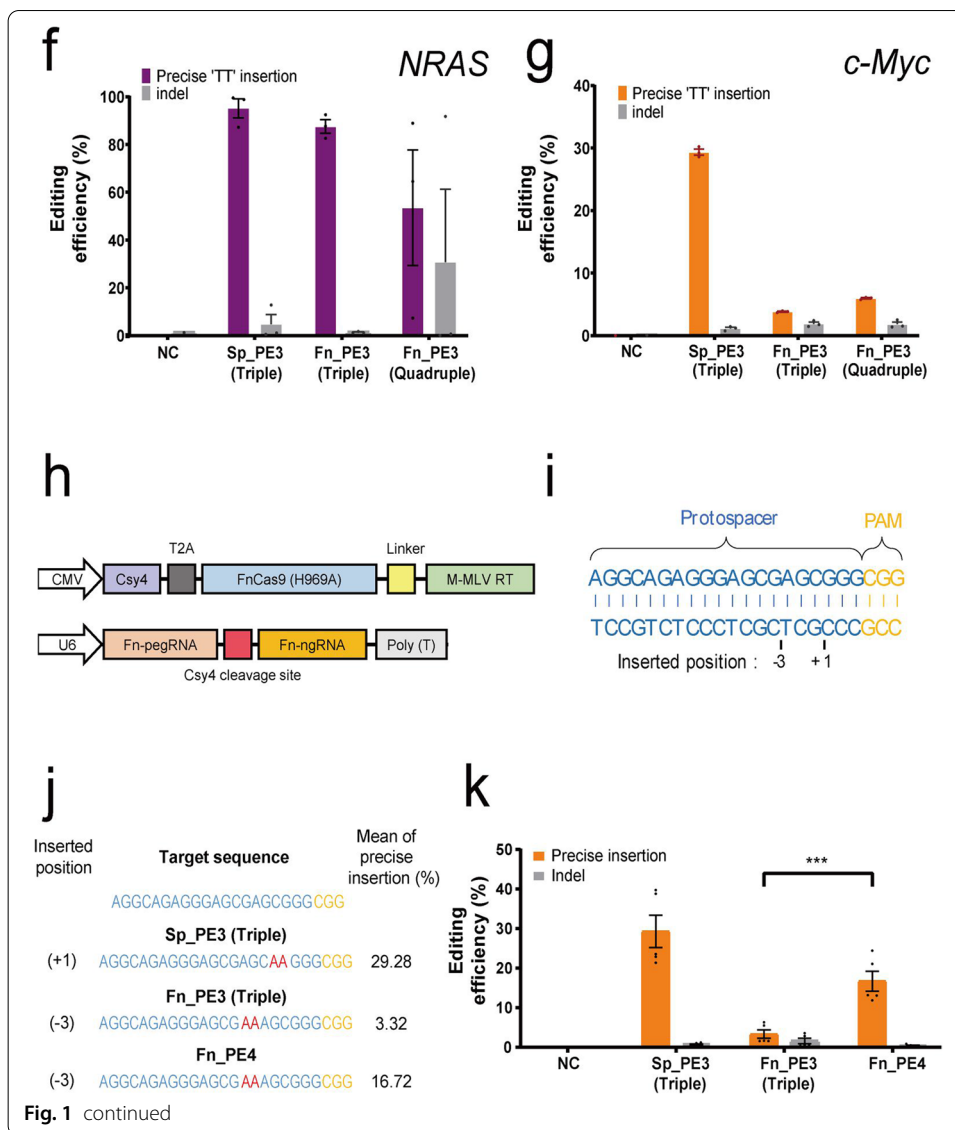 f
NRAS
Precise 'TT' insertion
indel
Editing
efficiency (%)
100
80
60
40
20
0
NC
Sp_PE3
(Triple)
Fn_PE3
(Triple)
Fn_PE3
(Quadruple)
g
c-Myc
Precise 'TT' insertion
indel
Editing
efficiency (%)
40
30
20
10
0
NC
Sp_PE3
(Triple)
Fn_PE3
(Triple)
Fn_PE3
(Quadruple)
h
T2A
Linker
CMV
Csy4
FnCas9 (H969A)
M-MLV RT
U6
Fn-pegRNA
Fn-ngRNA
Poly (T)
Csy4 cleavage site
i
Protospacer
PAM
AGGCAGAGGGAGCGAGCGGGCGG
TCCGTCTCCCTCGCTCGCCCGCC
Inserted position : -3 +1
j
Inserted
position
Target sequence
Mean of
precise
insertion (%)
AGGCAGAGGGAGCGAGCGGGCGG
Sp_PE3 (Triple)
(+1) AGGCAGAGGGAGCGAGCAAGGGCGG 29.28
Fn_PE3 (Triple)
(-3) AGGCAGAGGGAGCGAAAGCGGGCGG 3.32
Fn_PE4
(-3) AGGCAGAGGGAGCGAAAGCGGGCGG 16.72
k
Precise insertion
Indel
***
Editing
efficiency (%)
50
40
30
20
10
0
NC
Sp_PE3
(Triple)
Fn_PE3
(Triple)
Fn_PE4
Fig. 1 continued